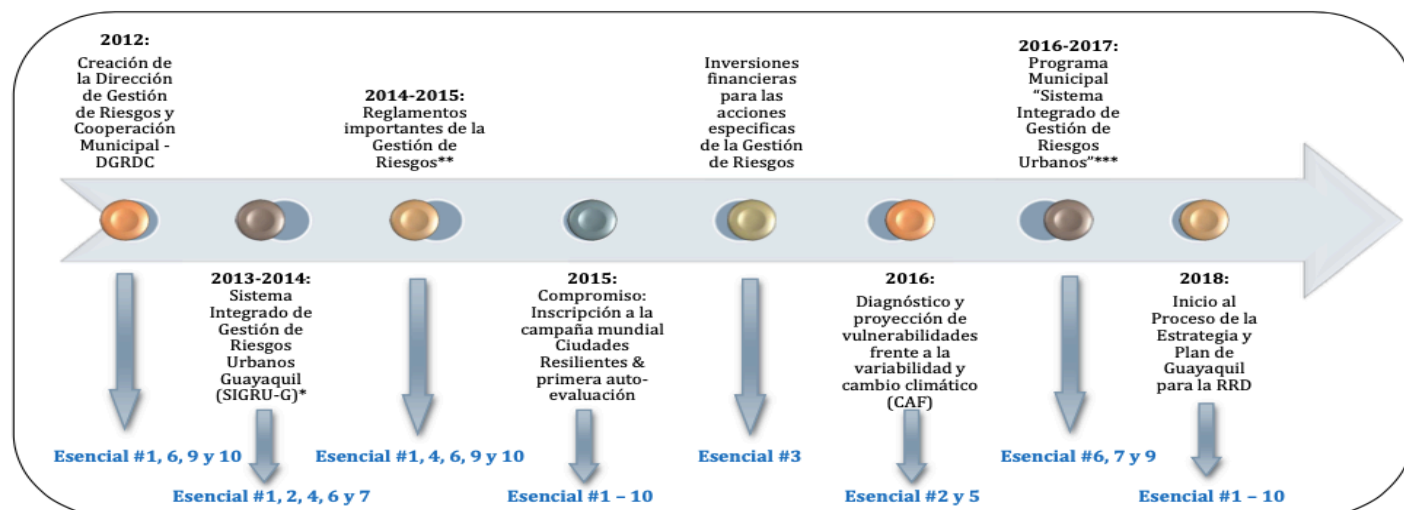 2012:
Creación de
la Dirección
de Gestión
de Riesgos y
Cooperación
Municipal -
DGRDC
Esencial #1, 6, 9 y 10
2013-2014:
Sistema
Integrado de
Gestión de
Riesgos
Urbanos
Guayaquil
(SIGRU-G)*
Esencial #1, 2, 4, 6 y 7
2014-2015:
Reglamentos
importantes de la
Gestión de
Riesgos**
Esencial #1, 4, 6, 9 y 10
2015:
Compromiso:
Inscripción a la
campaña mundial
Ciudades
Resilientes &
primera auto-
evaluación
Esencial #1 – 10
Inversiones
financieras
para las
acciones
especificas
de la Gestión
de Riesgos
Esencial #3
2016:
Diagnóstico y
proyección de
vulnerabilidades
frente a la
variabilidad y
cambio climático
(CAF)
Esencial #2 y 5
2016-2017:
Programa
Municipal
“Sistema
Integrado de
Gestión de
Riesgos
Urbanos”***
Esencial #6, 7 y 9
2018:
Inicio al
Proceso de la
Estrategia y
Plan de
Guayaquil
para la RRD
Esencial #1 – 10